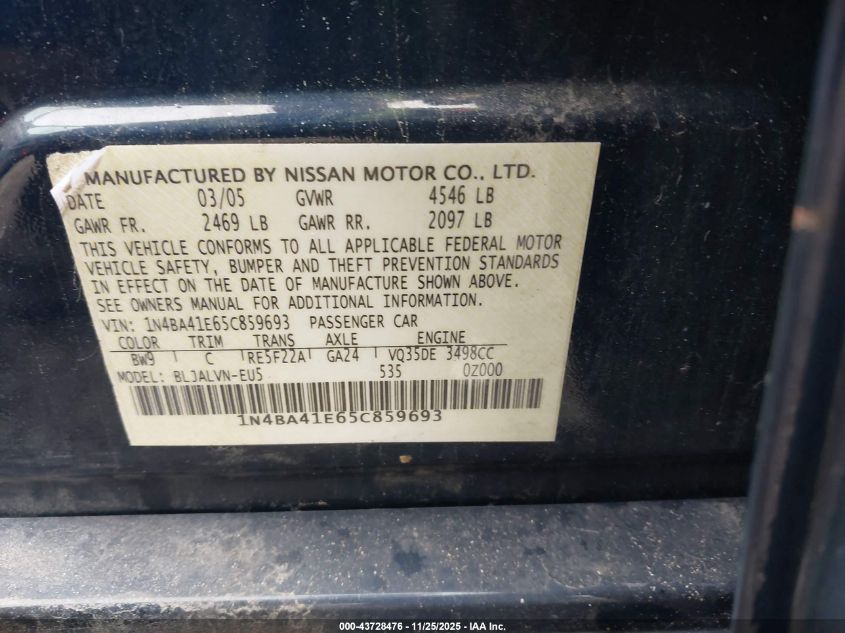 MANUFACTURED BY NISSAN MOTOR CO., LTD.
DATE 03/05 GVWR 4546 LB
GAWR FR. 2469 LB GAWR RR. 2097 LB
THIS VEHICLE CONFORMS TO ALL APPLICABLE FEDERAL MOTOR
VEHICLE SAFETY, BUMPER AND THEFT PREVENTION STANDARDS
IN EFFECT ON THE DATE OF MANUFACTURE SHOWN ABOVE.
SEE OWNERS MANUAL FOR ADDITIONAL INFORMATION.
VIN: 1N4BA41E65C859693 PASSENGER CAR
COLOR TRIM TRANS AXLE ENGINE
BW9 C RE5F22A GA24 VQ35DE 3498CC
MODEL: BLJALVN-EU5 535 0Z000
1N4BA41E65C859693
000-43728476 - 11/25/2025 - IAA Inc.